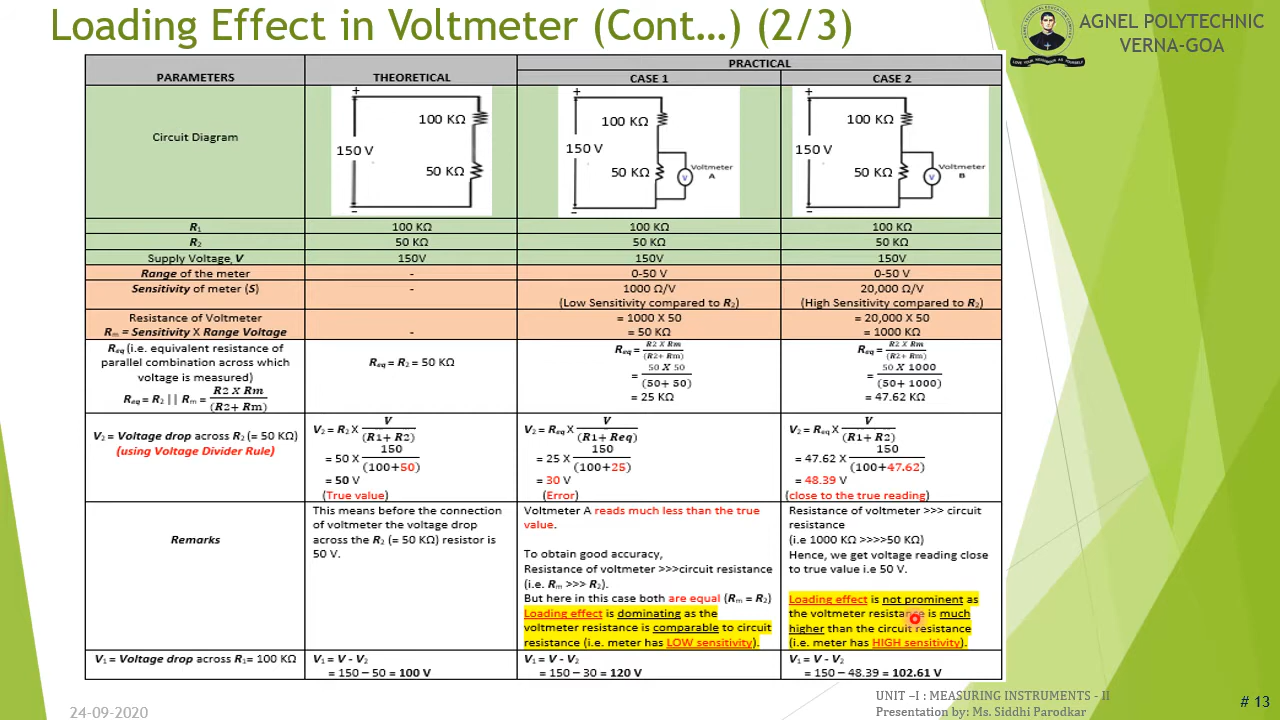 Loading Effect in Voltmeter (Cont…) (2/3)
AGNEL POLYTECHNIC
VERNA-GOA
PARAMETERS
THEORETICAL
PRACTICAL
CASE 1
CASE 2
Circuit Diagram
+
100 KΩ
150 V
50 KΩ
–
+
100 KΩ
150 V
50 KΩ
V
Voltmeter
A
–
+
100 KΩ
150 V
50 KΩ
V
Voltmeter
B
–
R₁
100 KΩ
100 KΩ
100 KΩ
R₂
50 KΩ
50 KΩ
50 KΩ
Supply Voltage, V
150V
150V
150V
Range of the meter
-
0-50 V
0-50 V
Sensitivity of meter (S)
-
1000 Ω/V
(Low Sensitivity compared to R₂)
20,000 Ω/V
(High Sensitivity compared to R₂)
Resistance of Voltmeter
Rₘ = Sensitivity X Range Voltage
-
= 1000 X 50
= 50 KΩ
= 20,000 X 50
= 1000 KΩ
Req (i.e. equivalent resistance of
parallel combination across which
voltage is measured)
Req = R₂ || Rₘ = R2 X Rm
(R2+ Rm)
Req = R₂ = 50 KΩ
Req = R2 X Rm
(R2+ Rm)
= 50 X 50
(50+ 50)
= 25 KΩ
Req = R2 X Rm
(R2+ Rm)
= 50 X 1000
(50+ 1000)
= 47.62 KΩ
V₂ = Voltage drop across R₂ (= 50 KΩ)
(using Voltage Divider Rule)
V₂ = R₂ X V
(R1+ R2)
= 50 X 150
(100+50)
= 50 V
(True value)
V₂ = Req X V
(R1+ Req)
= 25 X 150
(100+25)
= 30 V
(Error)
V₂ = Req X V
(R1+ R2)
= 47.62 X 150
(100+47.62)
= 48.39 V
(close to the true reading)
Remarks
This means before the connection
of voltmeter the voltage drop
across the R₂ (= 50 KΩ) resistor is
50 V.
Voltmeter A reads much less than the true
value.
To obtain good accuracy,
Resistance of voltmeter >>>circuit resistance
(i.e. Rₘ >>> R₂).
But here in this case both are equal (Rₘ = R₂)
Loading effect is dominating as the
voltmeter resistance is comparable to circuit
resistance (i.e. meter has LOW sensitivity).
Resistance of voltmeter >>> circuit
resistance
(i.e 1000 KΩ >>>>50 KΩ)
Hence, we get voltage reading close
to true value i.e 50 V.
Loading effect is not prominent as
the voltmeter resistance is much
higher than the circuit resistance
(i.e. meter has HIGH sensitivity).
V₁ = Voltage drop across R₁= 100 KΩ
V₁ = V - V₂
= 150 – 50 = 100 V
V₁ = V - V₂
= 150 – 30 = 120 V
V₁ = V - V₂
= 150 – 48.39 = 102.61 V
24-09-2020
UNIT –I : MEASURING INSTRUMENTS - II
Presentation by: Ms. Siddhi Parodkar
# 13